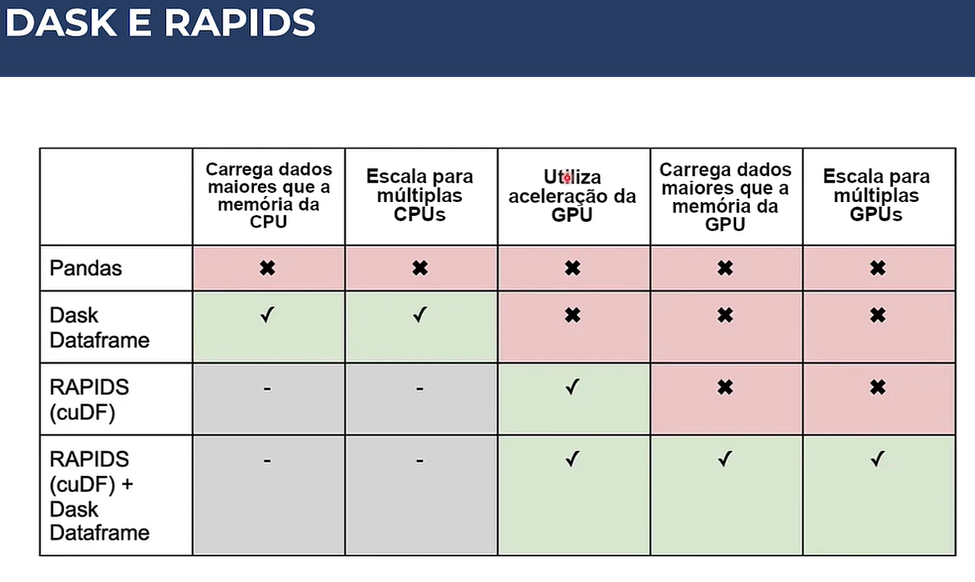 DASK E RAPIDS
Carrega dados
maiores que a
memória da
CPU
Escala para
múltiplas
CPUs
Utiliza
aceleração da
GPU
Carrega dados
maiores que a
memória da
GPU
Escala para
múltiplas
GPUs
Pandas
✖ ✖ ✖ ✖ ✖
Dask
Dataframe
✓ ✓ ✖ ✖ ✖
RAPIDS
(cuDF)
- - ✓ ✖ ✖
RAPIDS
(cuDF) +
Dask
Dataframe
- - ✓ ✓ ✓